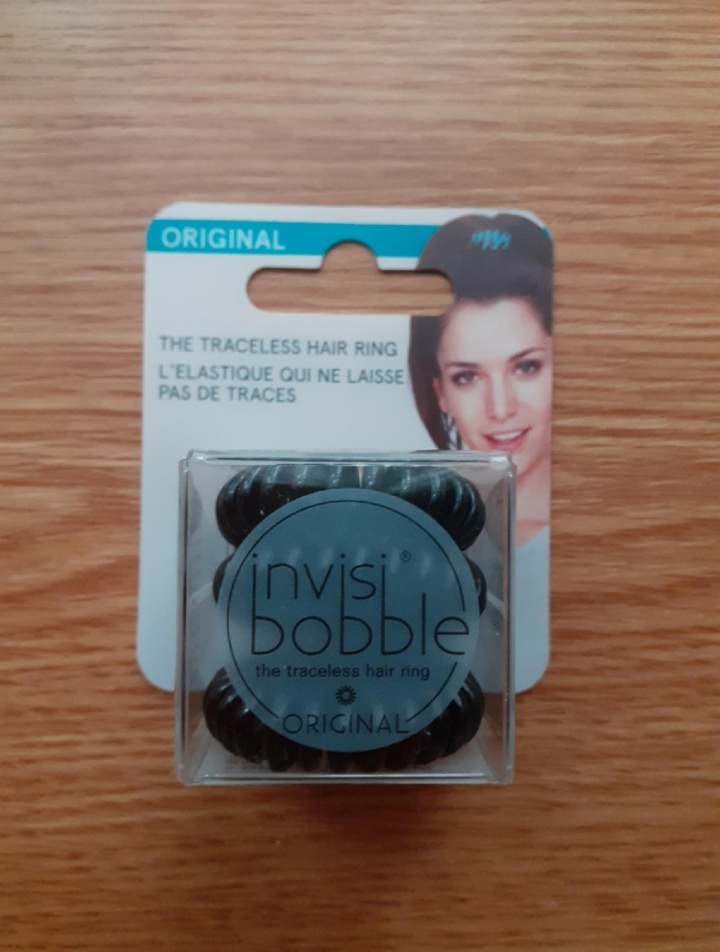 ORIGINAL
THE TRACELESS HAIR RING
L'ELASTIQUE QUI NE LAISSE
PAS DE TRACES
invisi®
bobble
the traceless hair ring
ORIGINAL